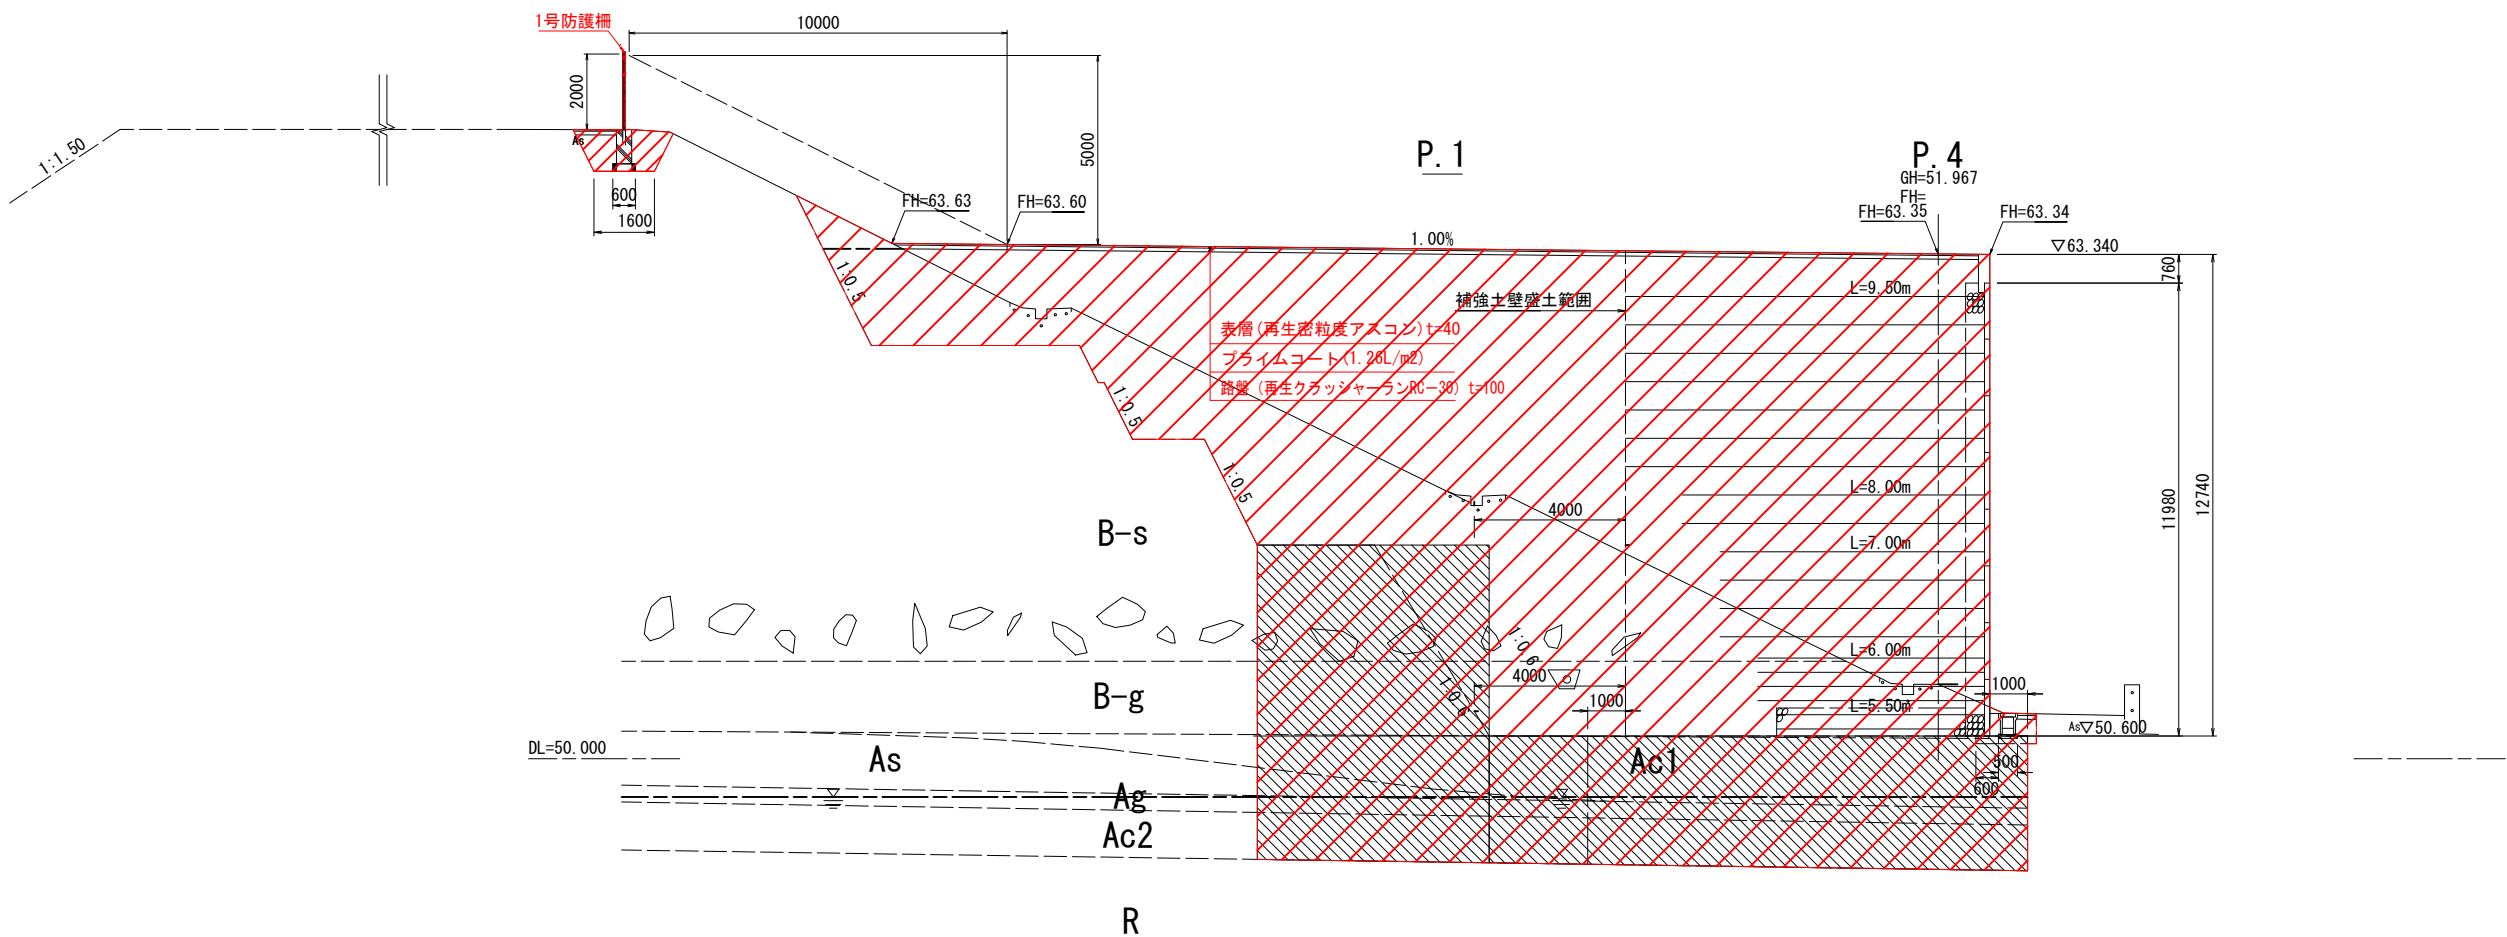 1号防護柵
10000
2000
5000
1:1.50
As
600
1600
P.1
P.4
GH=51.967
FH=
FH=63.35
FH=63.34
FH=63.63
FH=63.60
1.00%
▽63.340
760
1:0.5
補強土壁盛土範囲
L=9.50m
表層(再生密粒度アスコン)t=40
プライムコート(1.26L/m2)
路盤(再生クラッシャーランRC-30) t=100
1:0.5
1:0.5
L=8.00m
4000
11980
12740
B-s
L=7.00m
1:0.6
L=6.00m
4000
1:0.6
1000
1000
B-g
L=5.50m
As▽50.600
DL=50.000
As
Ac1
500
600
Ag
Ac2
R